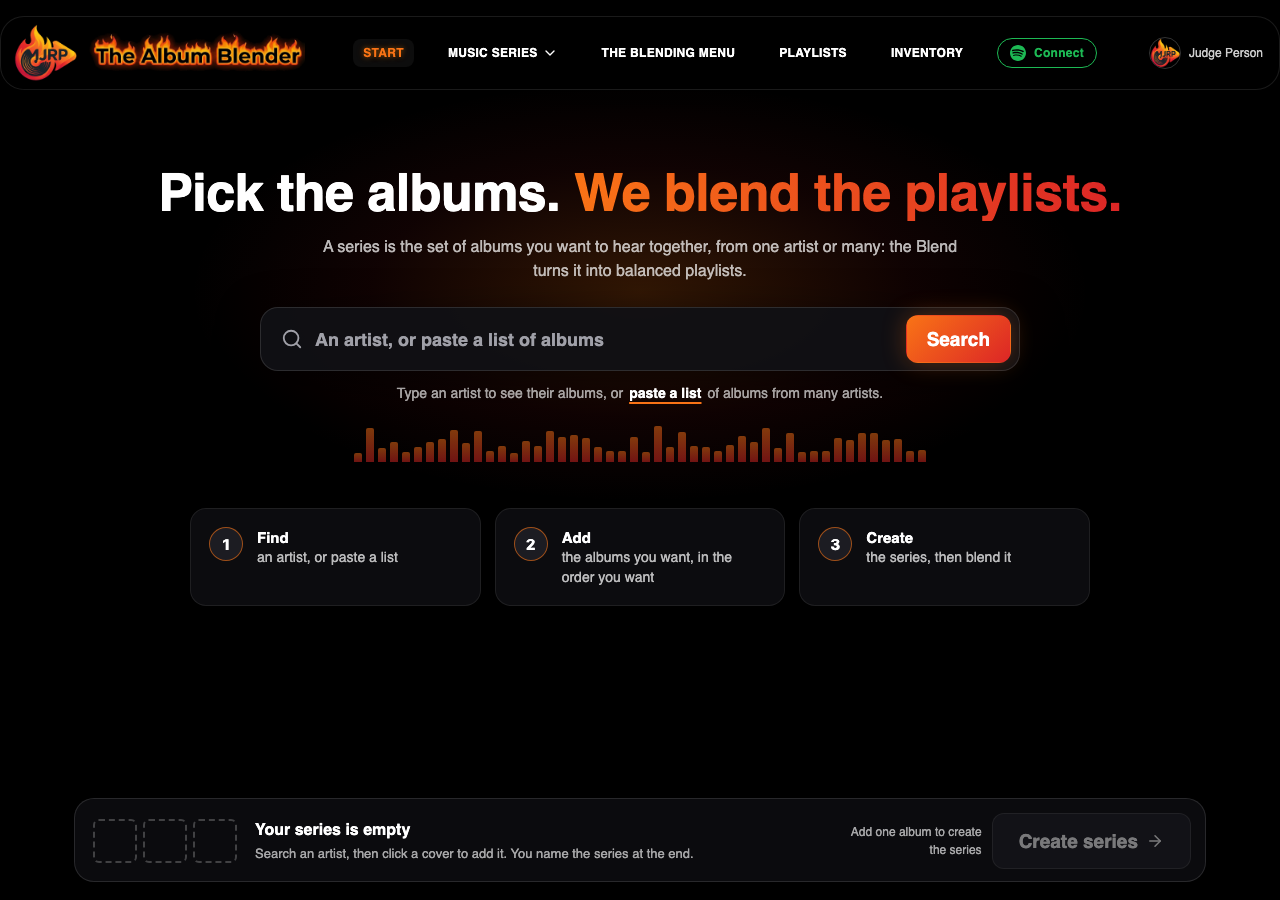 JRP The Album Blender START MUSIC SERIES THE BLENDING MENU PLAYLISTS INVENTORY Connect JRP Judge Person
Pick the albums. We blend the playlists.
A series is the set of albums you want to hear together, from one artist or many: the Blend
turns it into balanced playlists.
An artist, or paste a list of albums Search
Type an artist to see their albums, or paste a list of albums from many artists.
1 Find
an artist, or paste a list
2 Add
the albums you want, in the
order you want
3 Create
the series, then blend it
Your series is empty
Search an artist, then click a cover to add it. You name the series at the end.
Add one album to create
the series
Create series